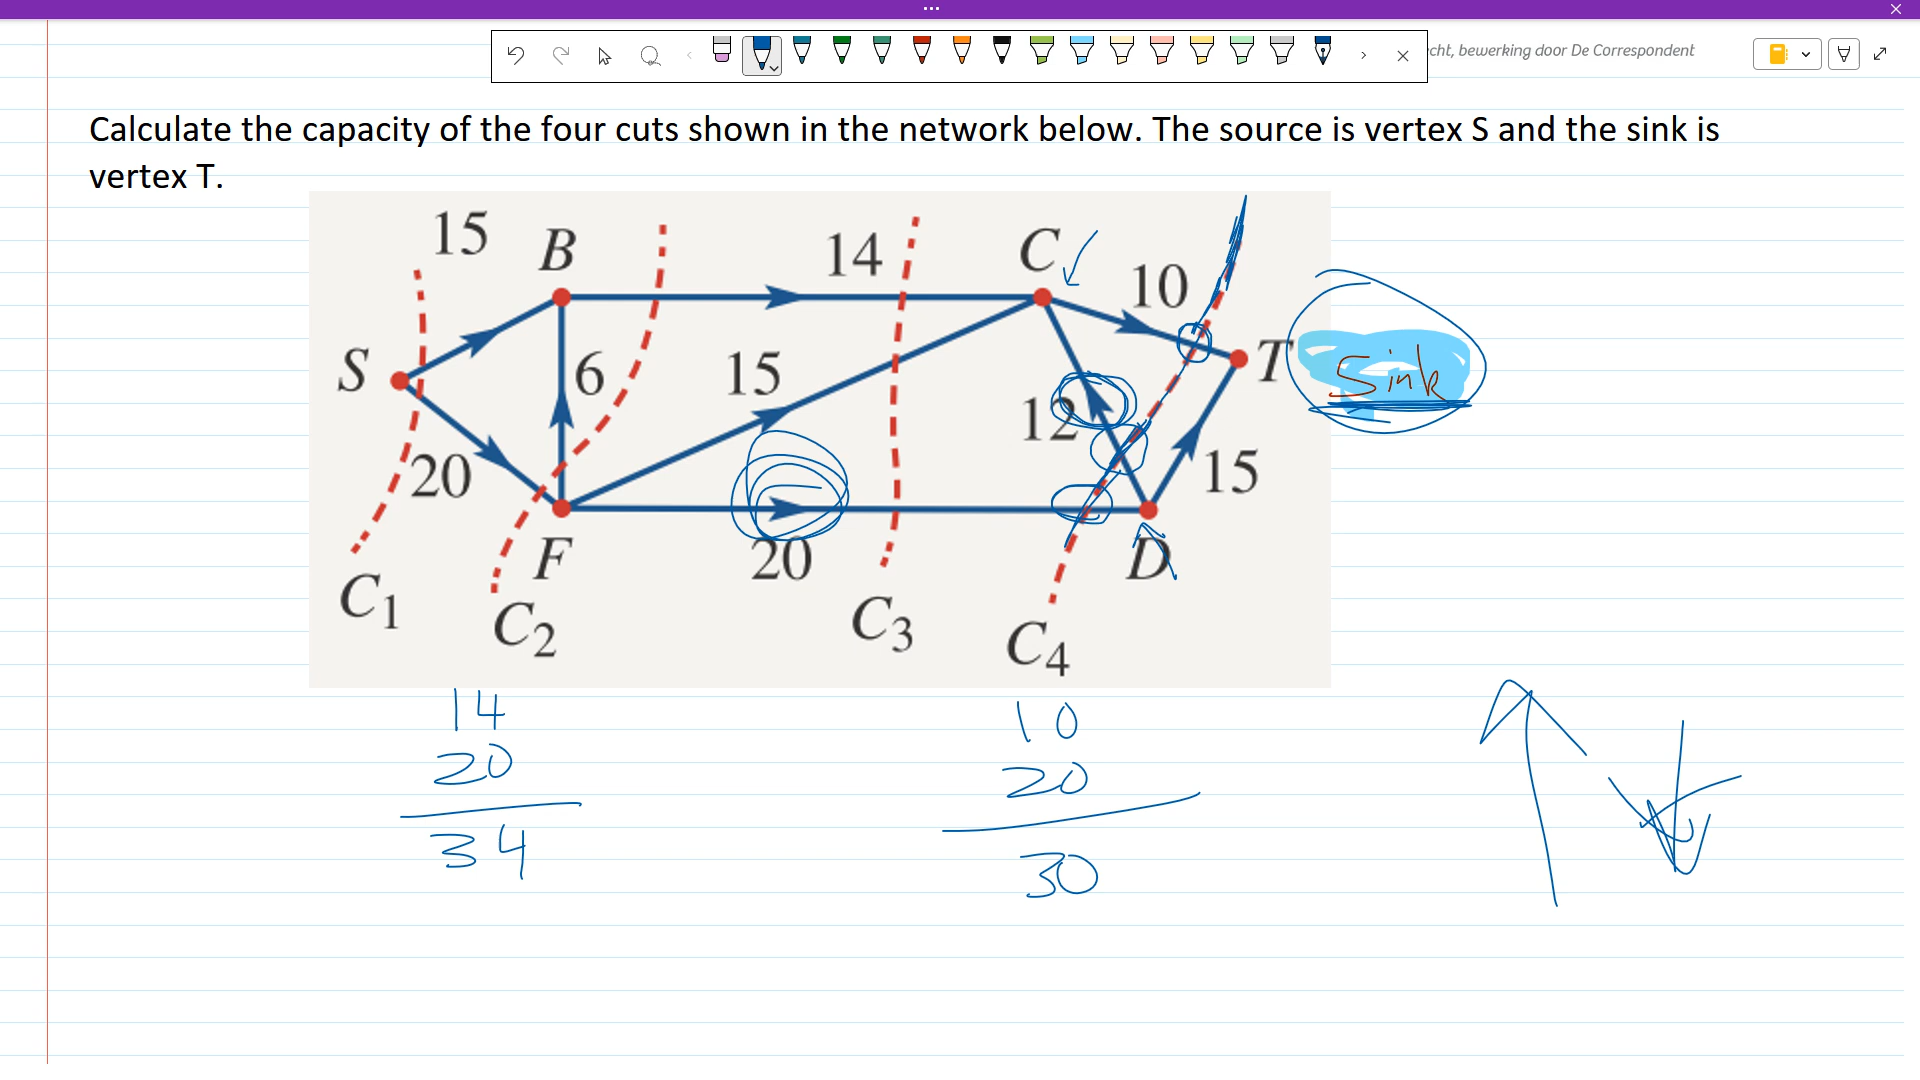 cht, bewerking door De Correspondent
Calculate the capacity of the four cuts shown in the network below. The source is vertex S and the sink is
vertex T.
15 B 14 C 10
S 6 15 12 T Sink
20 15
F 20 D
C₁ C₂ C₃ C₄
14 10
20 20
34 30